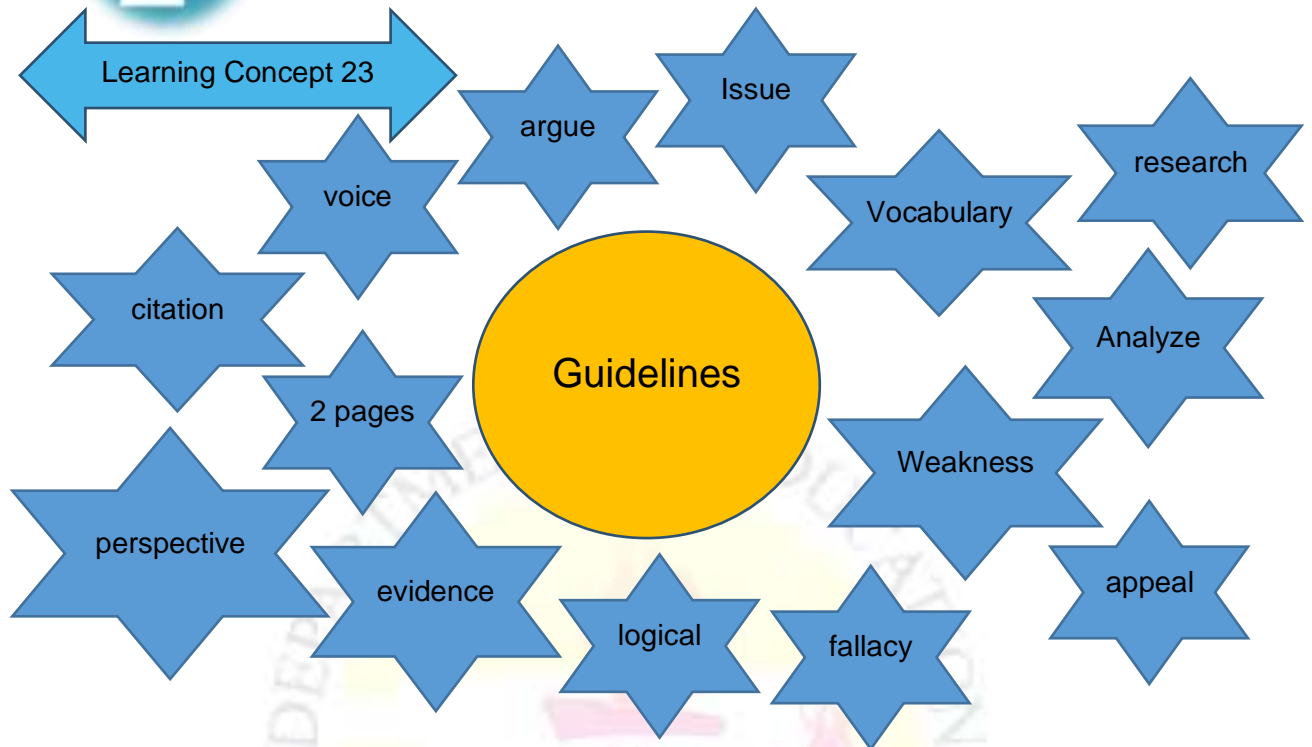 Learning Concept 23
Issue
argue
research
voice
Vocabulary
citation
Analyze
Guidelines
2 pages
Weakness
perspective
evidence
appeal
logical
fallacy